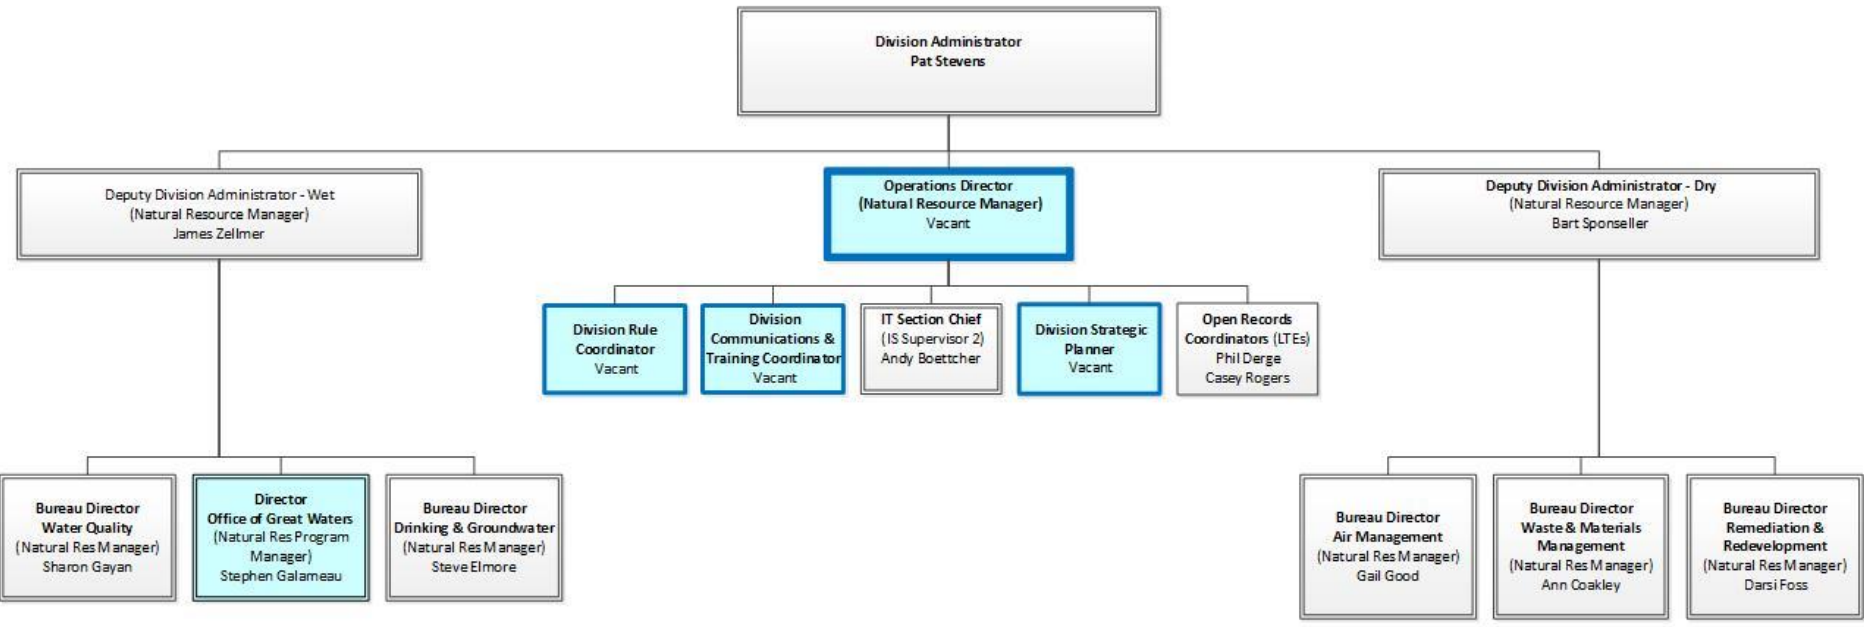 Division Administrator
Pat Stevens
Deputy Division Administrator - Wet
(Natural Resource Manager)
James Zellmer
Operations Director
(Natural Resource Manager)
Vacant
Deputy Division Administrator - Dry
(Natural Resource Manager)
Bart Sponseller
Division Rule
Coordinator
Vacant
Division
Communications &
Training Coordinator
Vacant
IT Section Chief
(IS Supervisor 2)
Andy Boettcher
Division Strategic
Planner
Vacant
Open Records
Coordinators (LTEs)
Phil Derge
Casey Rogers
Bureau Director
Water Quality
(Natural Res Manager)
Sharon Gayan
Director
Office of Great Waters
(Natural Res Program
Manager)
Stephen Galarneau
Bureau Director
Drinking & Groundwater
(Natural Res Manager)
Steve Elmore
Bureau Director
Air Management
(Natural Res Manager)
Gail Good
Bureau Director
Waste & Materials
Management
(Natural Res Manager)
Ann Coakley
Bureau Director
Remediation &
Redevelopment
(Natural Res Manager)
Darsi Foss